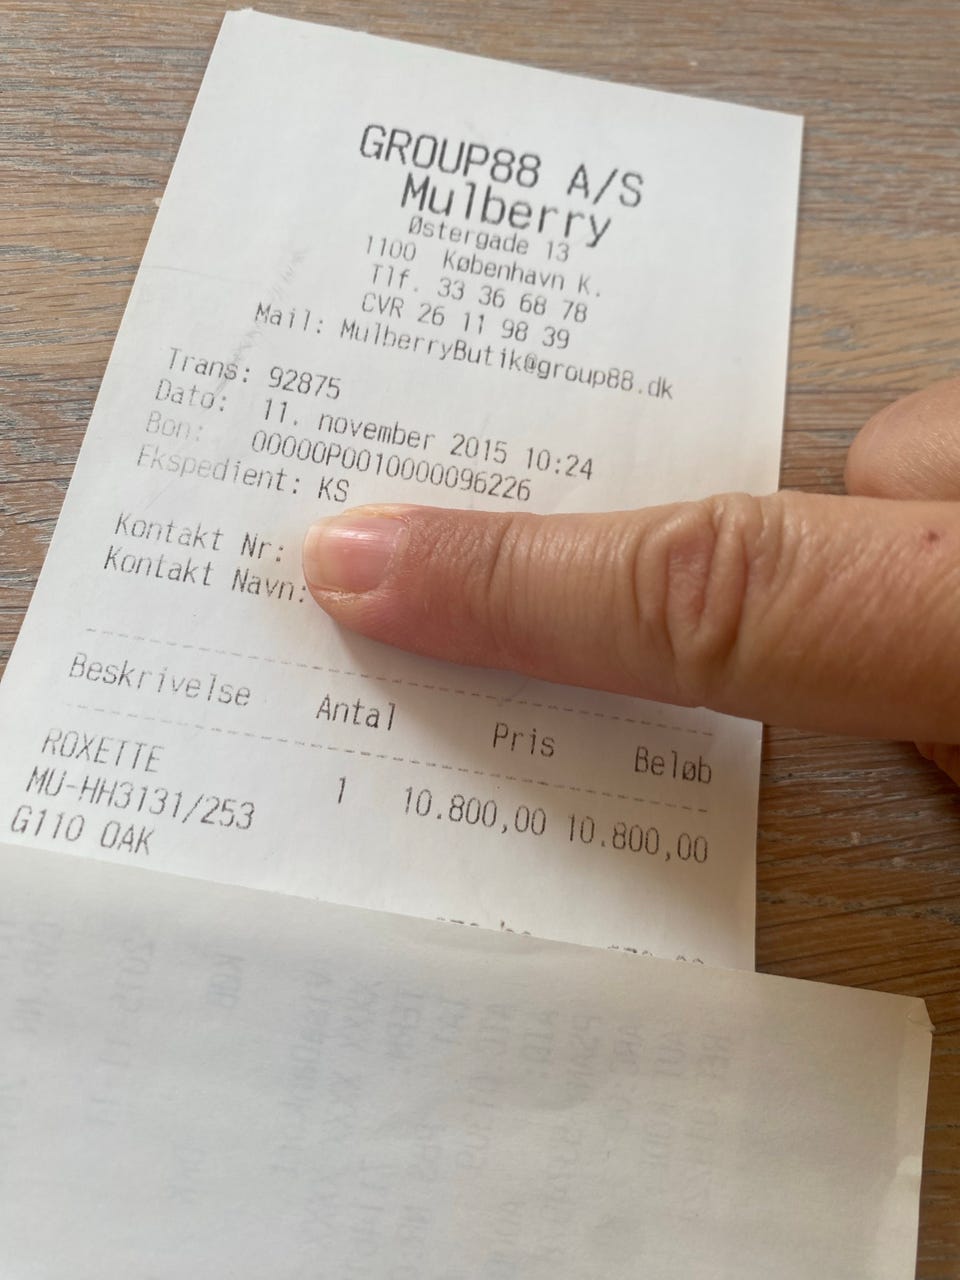 GROUP88 A/S
Mulberry
Østergade 13
1100 København K.
Tlf. 33 36 68 78
CVR 26 11 98 39
Mail: MulberryButik@group88.dk
Trans: 92875
Dato: 11. november 2015 10:24
Bon: 00000P0010000096226
Ekspedient: KS
Kontakt Nr:
Kontakt Navn:
Beskrivelse Antal Pris Beløb
ROXETTE
MU-HH3131/253 1 10.800,00 10.800,00
G110 OAK